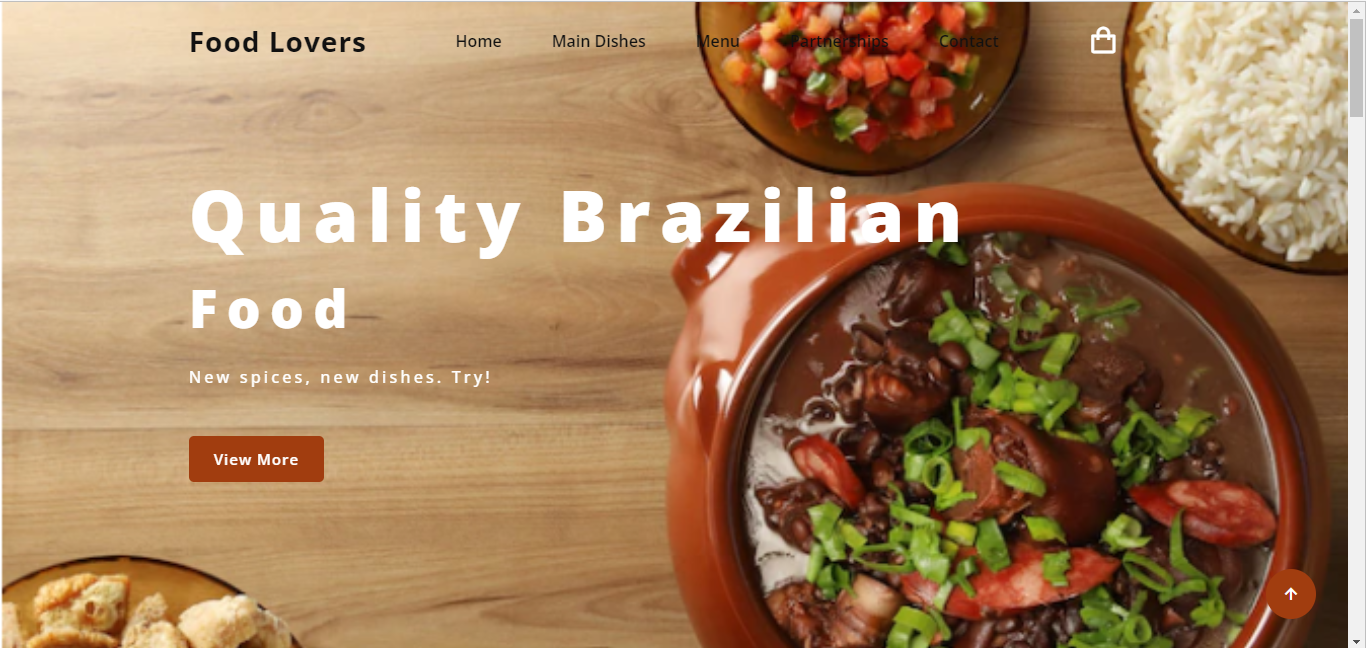 Food Lovers
Home Main Dishes Menu Partnerships Contact
Quality Brazilian
Food
New spices, new dishes. Try!
View More